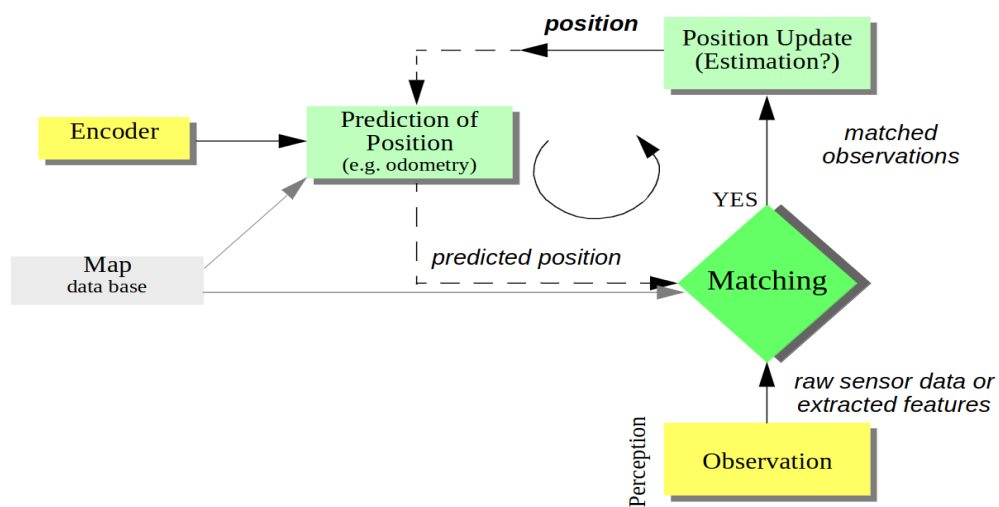 position
Position Update
(Estimation?)
Encoder
Prediction of
Position
(e.g. odometry)
matched
observations
YES
Map
data base
predicted position
Matching
raw sensor data or
extracted features
Perception
Observation